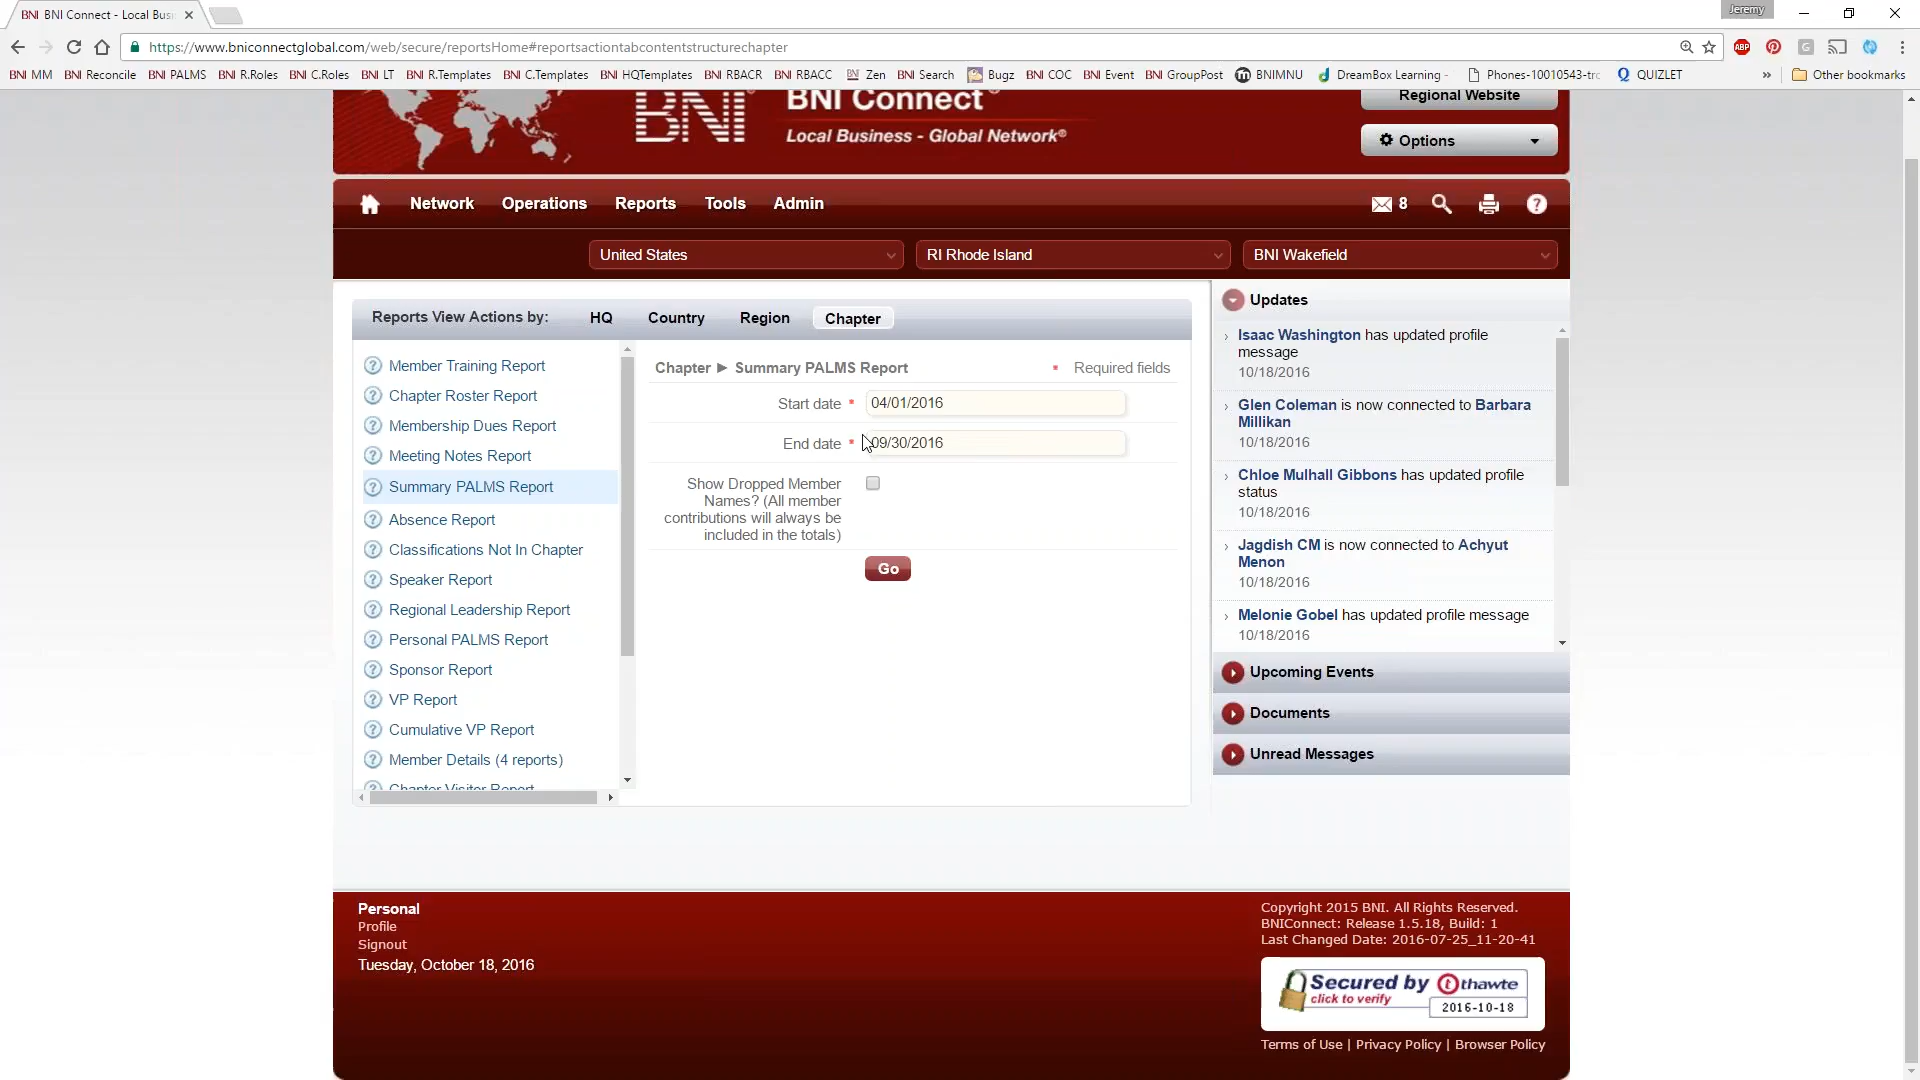 BNI BNI Connect - Local Busi
Jeremy
https://www.bniconnectglobal.com/web/secure/reportsHome#reportsactiontabcontentstructurechapter
BNI MM BNI Reconcile BNI PALMS BNI R.Roles BNI C.Roles BNI LT BNI R.Templates BNI C.Templates BNI HQTemplates BNI RBACR BNI RBACC BNI Zen BNI Search Bugz BNI COC BNI Event BNI GroupPost BNIMNU DreamBox Learning - Phones-10010543-trc QUIZLET » Other bookmarks
BNI® BNI Connect®
Local Business - Global Network®
Regional Website
Options
Network Operations Reports Tools Admin 8
United States RI Rhode Island BNI Wakefield
Reports View Actions by: HQ Country Region Chapter
Member Training Report
Chapter Roster Report
Membership Dues Report
Meeting Notes Report
Summary PALMS Report
Absence Report
Classifications Not In Chapter
Speaker Report
Regional Leadership Report
Personal PALMS Report
Sponsor Report
VP Report
Cumulative VP Report
Member Details (4 reports)
Chapter Visitor Report
Chapter ► Summary PALMS Report * Required fields
Start date * 04/01/2016
End date * 09/30/2016
Show Dropped Member
Names? (All member
contributions will always be
included in the totals)
Go
Updates
Isaac Washington has updated profile
message
10/18/2016
Glen Coleman is now connected to Barbara
Millikan
10/18/2016
Chloe Mulhall Gibbons has updated profile
status
10/18/2016
Jagdish CM is now connected to Achyut
Menon
10/18/2016
Melonie Gobel has updated profile message
10/18/2016
Upcoming Events
Documents
Unread Messages
Personal
Profile
Signout
Tuesday, October 18, 2016
Copyright 2015 BNI. All Rights Reserved.
BNIConnect: Release 1.5.18, Build: 1
Last Changed Date: 2016-07-25_11-20-41
Secured by thawte
click to verify
2016-10-18
Terms of Use | Privacy Policy | Browser Policy